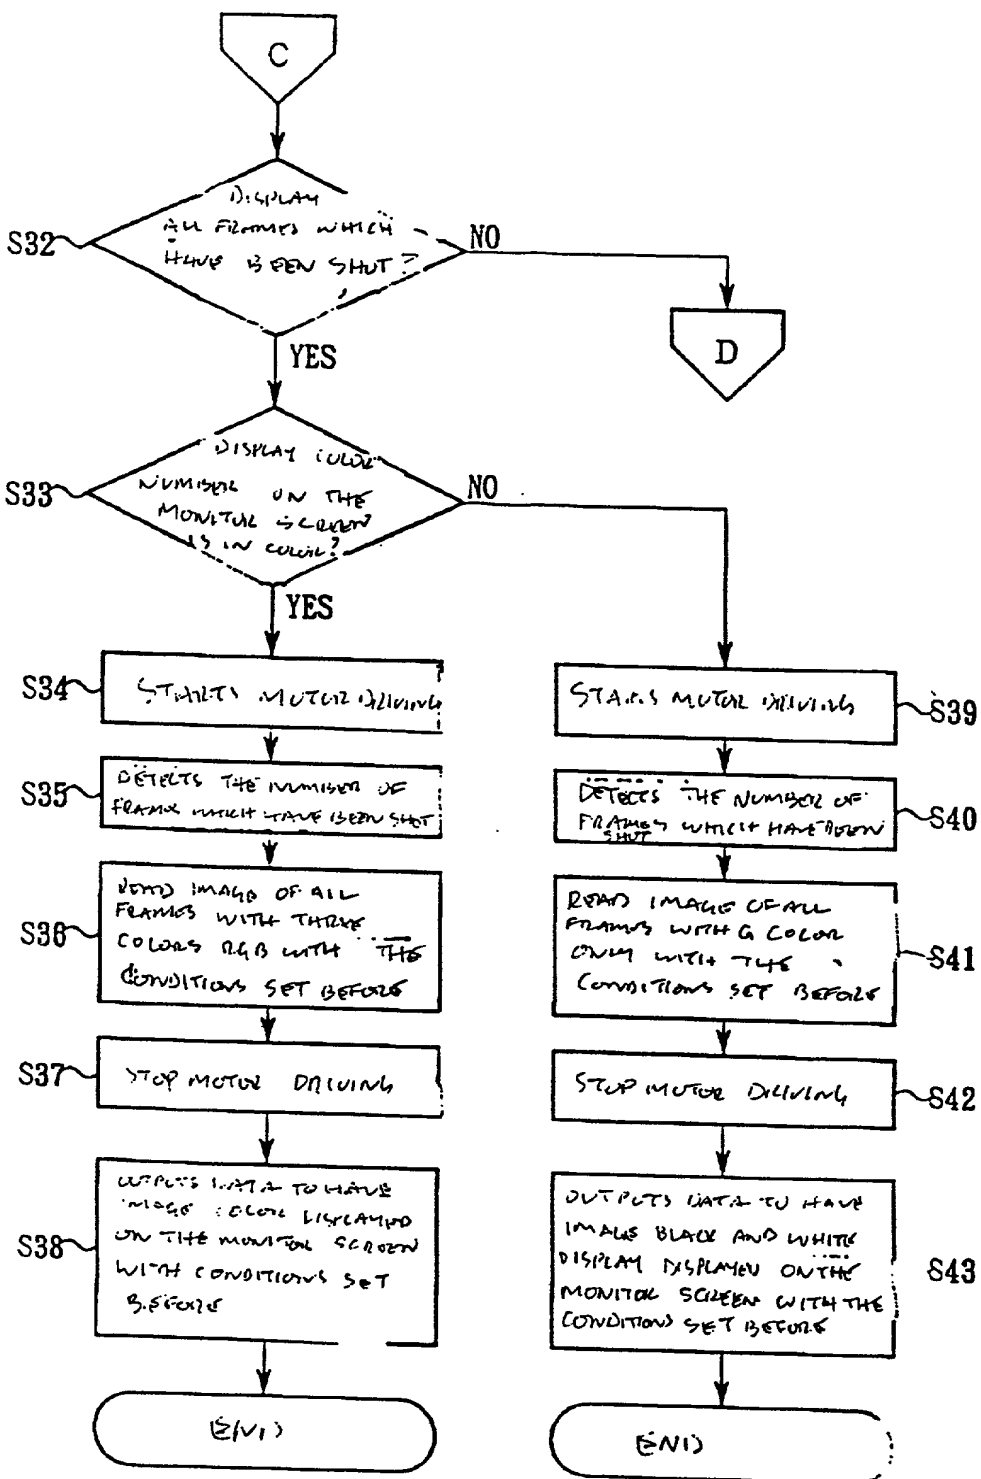 C
S32
DISPLAY
ALL FRAMES WHICH
HAVE BEEN SHUT?
NO
D
YES
S33
DISPLAY COLOR
NUMBER ON THE
MONITOR SCREEN
IS IN COLOR?
NO
YES
S34
STARTS MOTOR DRIVING
S35
DETECTS THE NUMBER OF
FRAMES WHICH HAVE BEEN SHOT
S36
READ IMAGE OF ALL
FRAMES WITH THREE
COLORS RGB WITH THE
CONDITIONS SET BEFORE
S37
STOP MOTOR DRIVING
S38
OUTPUTS DATA TO HAVE
IMAGE COLOR DISPLAYED
ON THE MONITOR SCREEN
WITH CONDITIONS SET
BEFORE
END
STARTS MOTOR DRIVING
S39
DETECTS THE NUMBER OF
FRAMES WHICH HAVE BEEN
SHUT
S40
READ IMAGE OF ALL
FRAMES WITH G COLOR
ONLY WITH THE
CONDITIONS SET BEFORE
S41
STOP MOTOR DRIVING
S42
OUTPUTS DATA TO HAVE
IMAGE BLACK AND WHITE
DISPLAY DISPLAYED ON THE
MONITOR SCREEN WITH THE
CONDITIONS SET BEFORE
S43
END